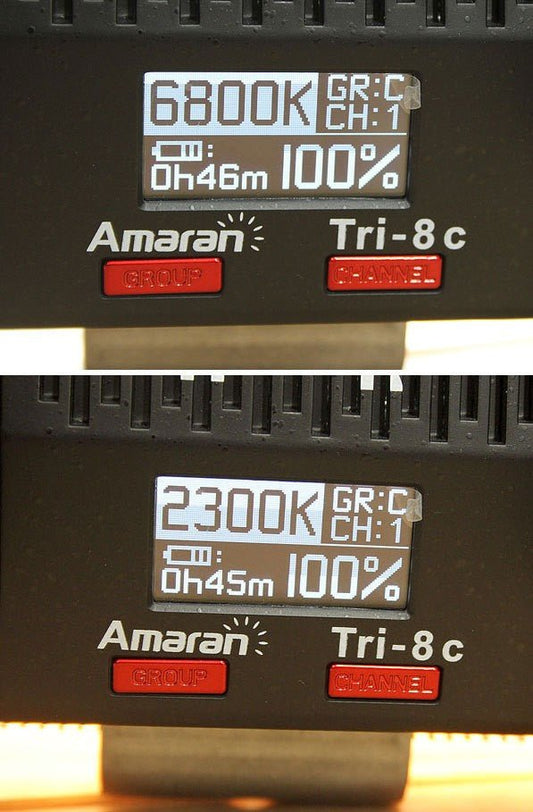 6800K GR:C
CH:1
0h46m 100%
Amaran Tri-8c
GROUP CHANNEL
2300K GR:C
CH:1
0h45m 100%
Amaran Tri-8c
GROUP CHANNEL